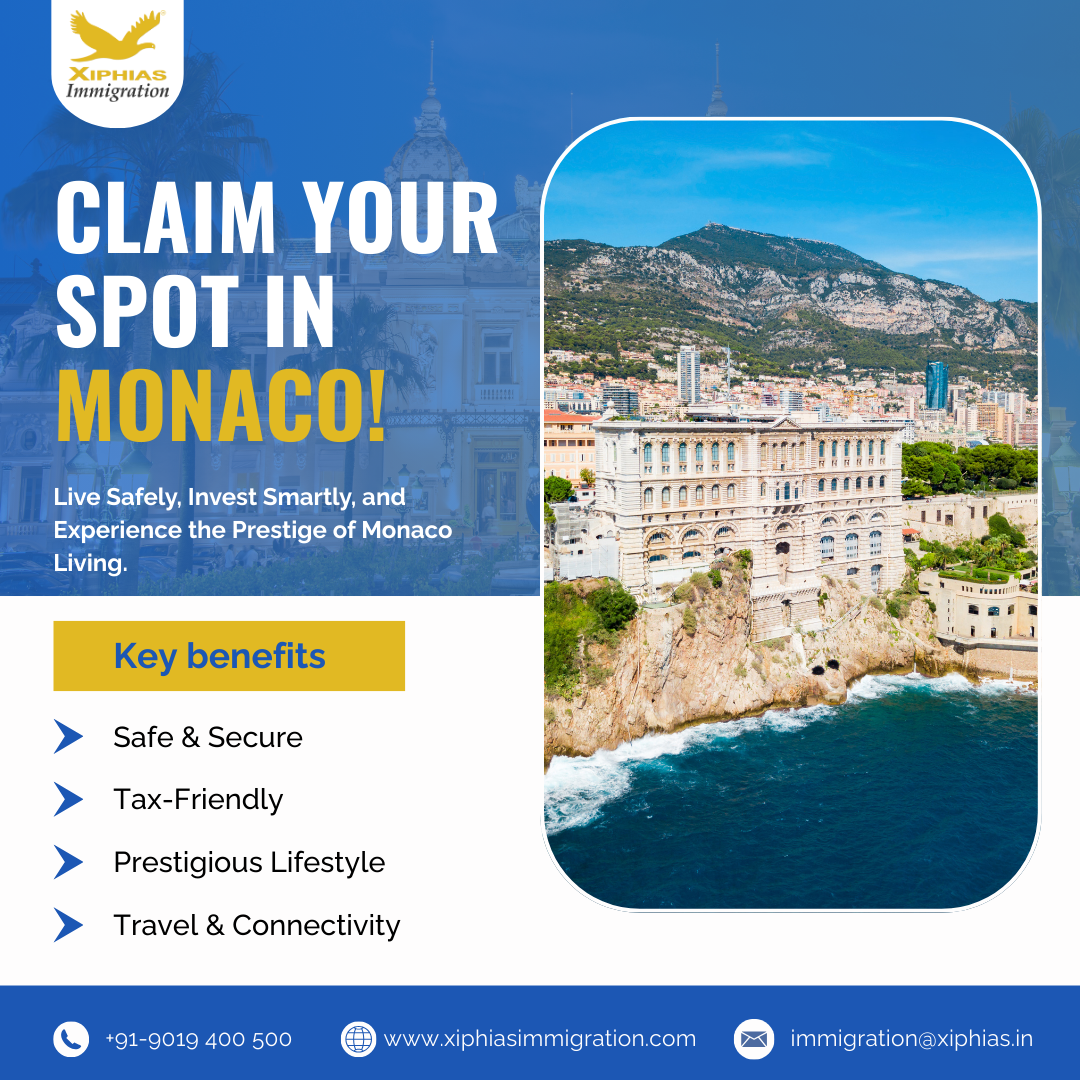 XIPHIAS
Immigration
CLAIM YOUR
SPOT IN
MONACO!
Live Safely, Invest Smartly, and
Experience the Prestige of Monaco
Living.
Key benefits
Safe & Secure
Tax-Friendly
Prestigious Lifestyle
Travel & Connectivity
+91-9019 400 500
www.xiphiasimmigration.com
immigration@xiphias.in